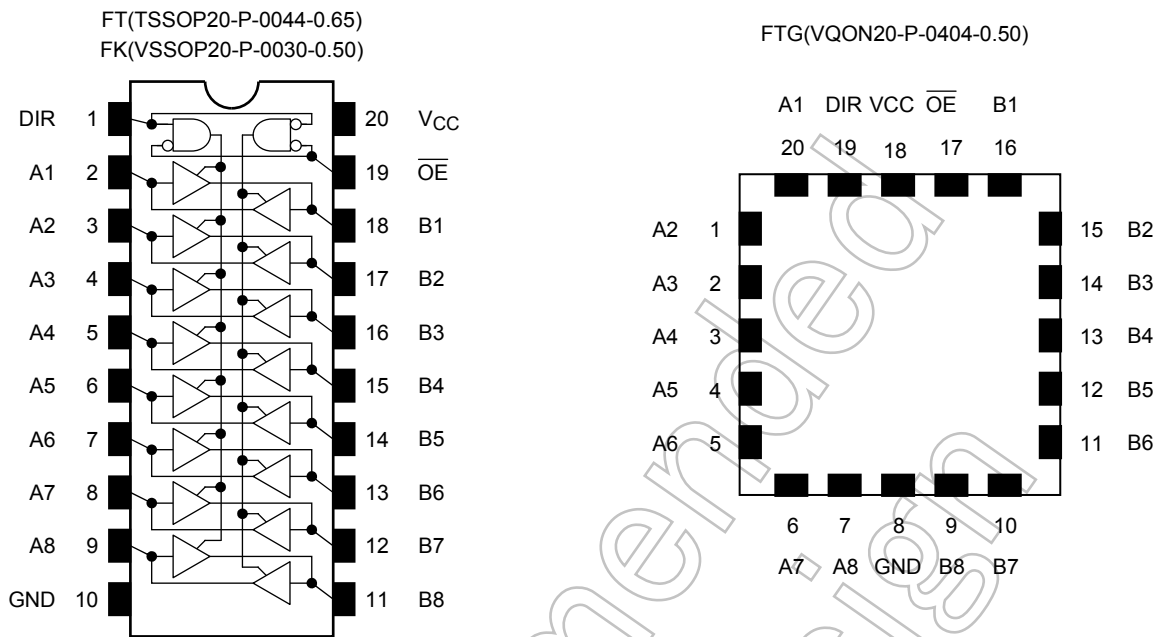 FT(TSSOP20-P-0044-0.65)
FK(VSSOP20-P-0030-0.50)
DIR 1
A1 2
A2 3
A3 4
A4 5
A5 6
A6 7
A7 8
A8 9
GND 10
20 VCC
19 O̅E̅
18 B1
17 B2
16 B3
15 B4
14 B5
13 B6
12 B7
11 B8
FTG(VQON20-P-0404-0.50)
A1 DIR VCC O̅E̅ B1
20 19 18 17 16
A2 1
A3 2
A4 3
A5 4
A6 5
15 B2
14 B3
13 B4
12 B5
11 B6
6 7 8 9 10
A7 A8 GND B8 B7